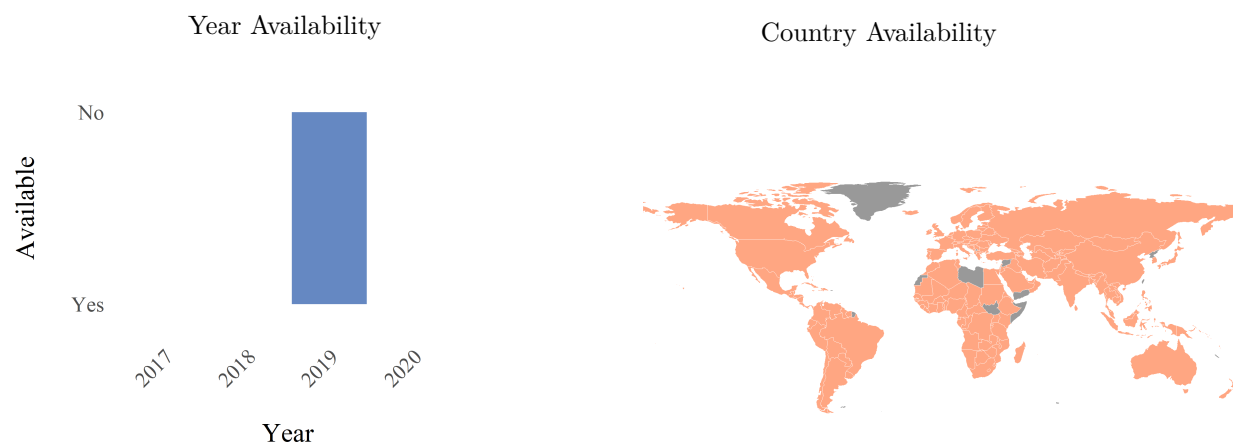 Year Availability
Country Availability
No
Available
Yes
2017
2018
2019
2020
Year